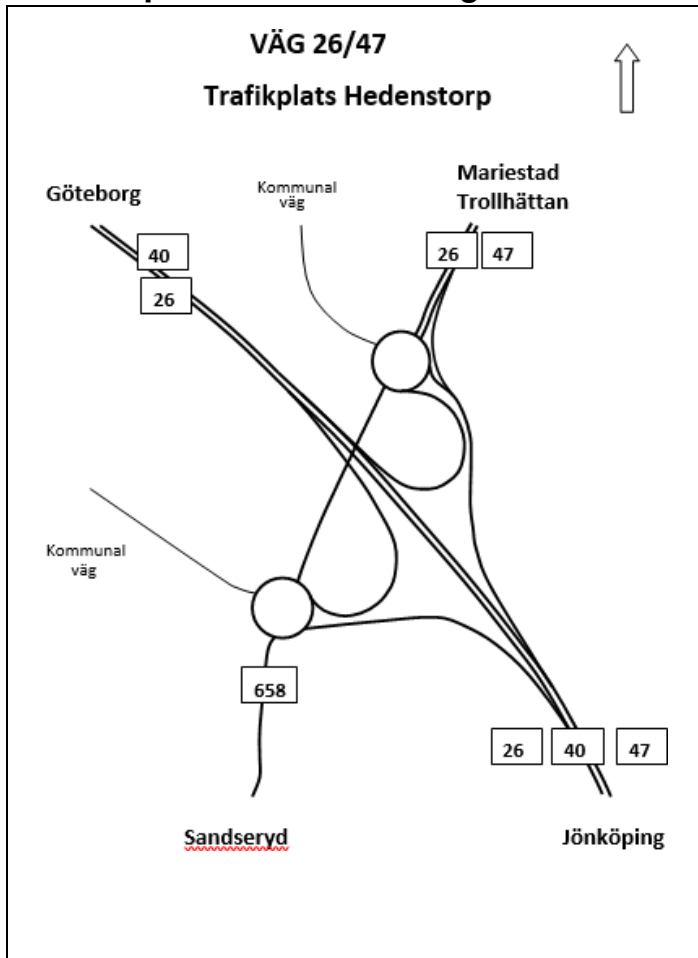 VÄG 26/47
Trafikplats Hedenstorp
Mariestad
Trollhättan
Göteborg
Kommunal
väg
40
26
26
47
Kommunal
väg
658
26
40
47
Sandseryd
Jönköping